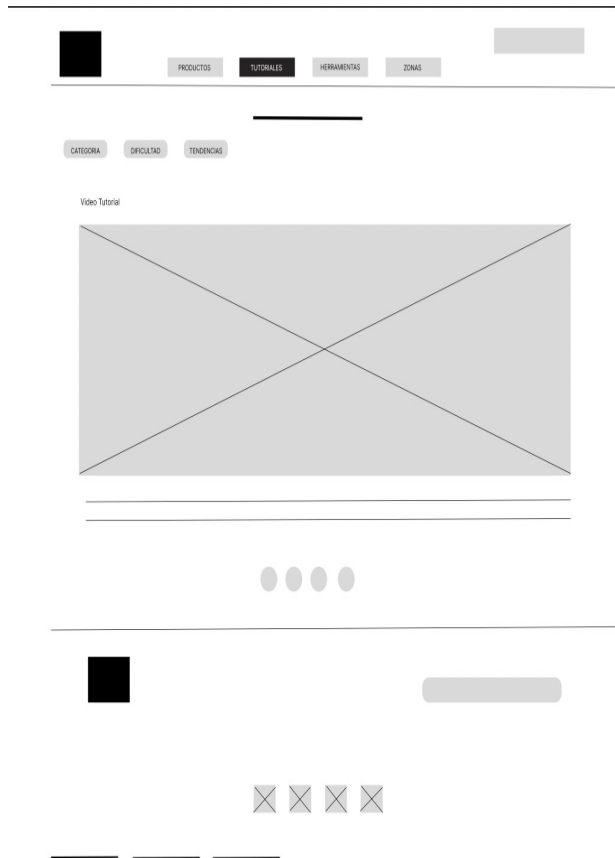 PRODUCTOS TUTORIALES HERRAMIENTAS ZONAS
CATEGORIA DIFICULTAD TENDENCIAS
Video Tutorial